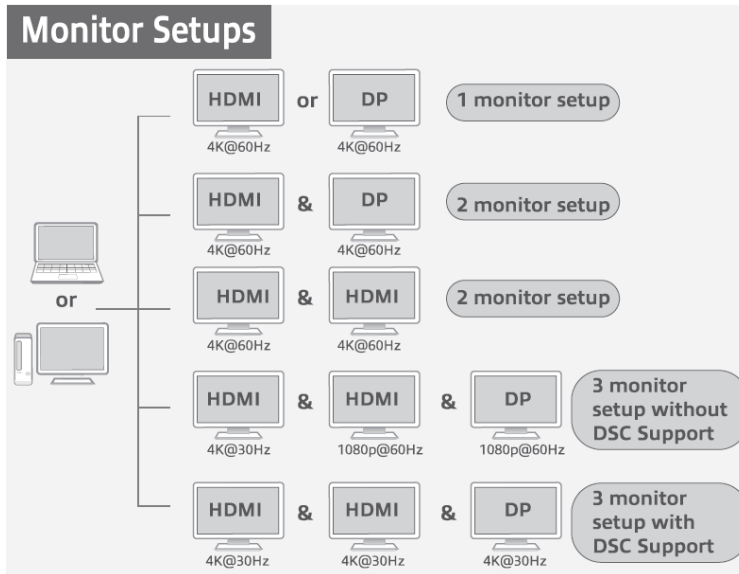 Monitor Setups
HDMI or DP 1 monitor setup
4K@60Hz 4K@60Hz
HDMI & DP 2 monitor setup
4K@60Hz 4K@60Hz
or
HDMI & HDMI 2 monitor setup
4K@60Hz 4K@60Hz
HDMI & HDMI & DP
4K@30Hz 1080p@60Hz 1080p@60Hz
3 monitor
setup without
DSC Support
HDMI & HDMI & DP
4K@30Hz 4K@30Hz 4K@30Hz
3 monitor
setup with
DSC Support